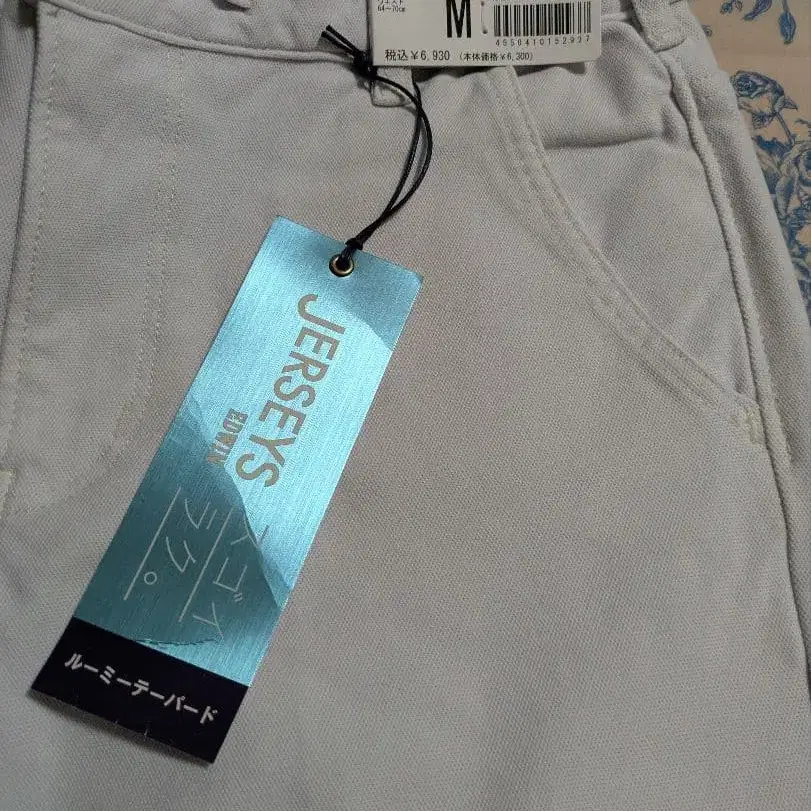 ウエスト
64～70㎝
M
4550410152937
税込￥6,930 （本体価格￥6,300）
JERSEYS
EDWIN
スゴイ
ラク。
ルーミーテーパード